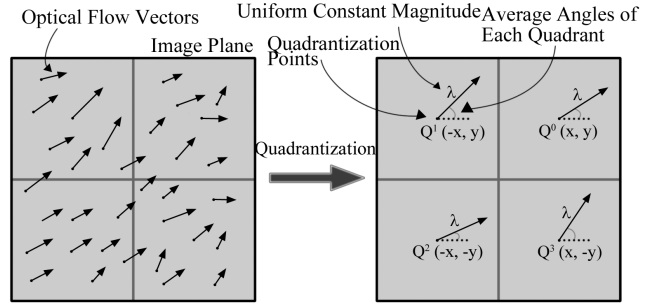 Optical Flow Vectors
Image Plane
Quadrantization
Uniform Constant Magnitude
Average Angles of
Each Quadrant
Quadrantization
Points
λ
Q¹ (-x, y)
λ
Q⁰ (x, y)
λ
Q² (-x, -y)
λ
Q³ (x, -y)